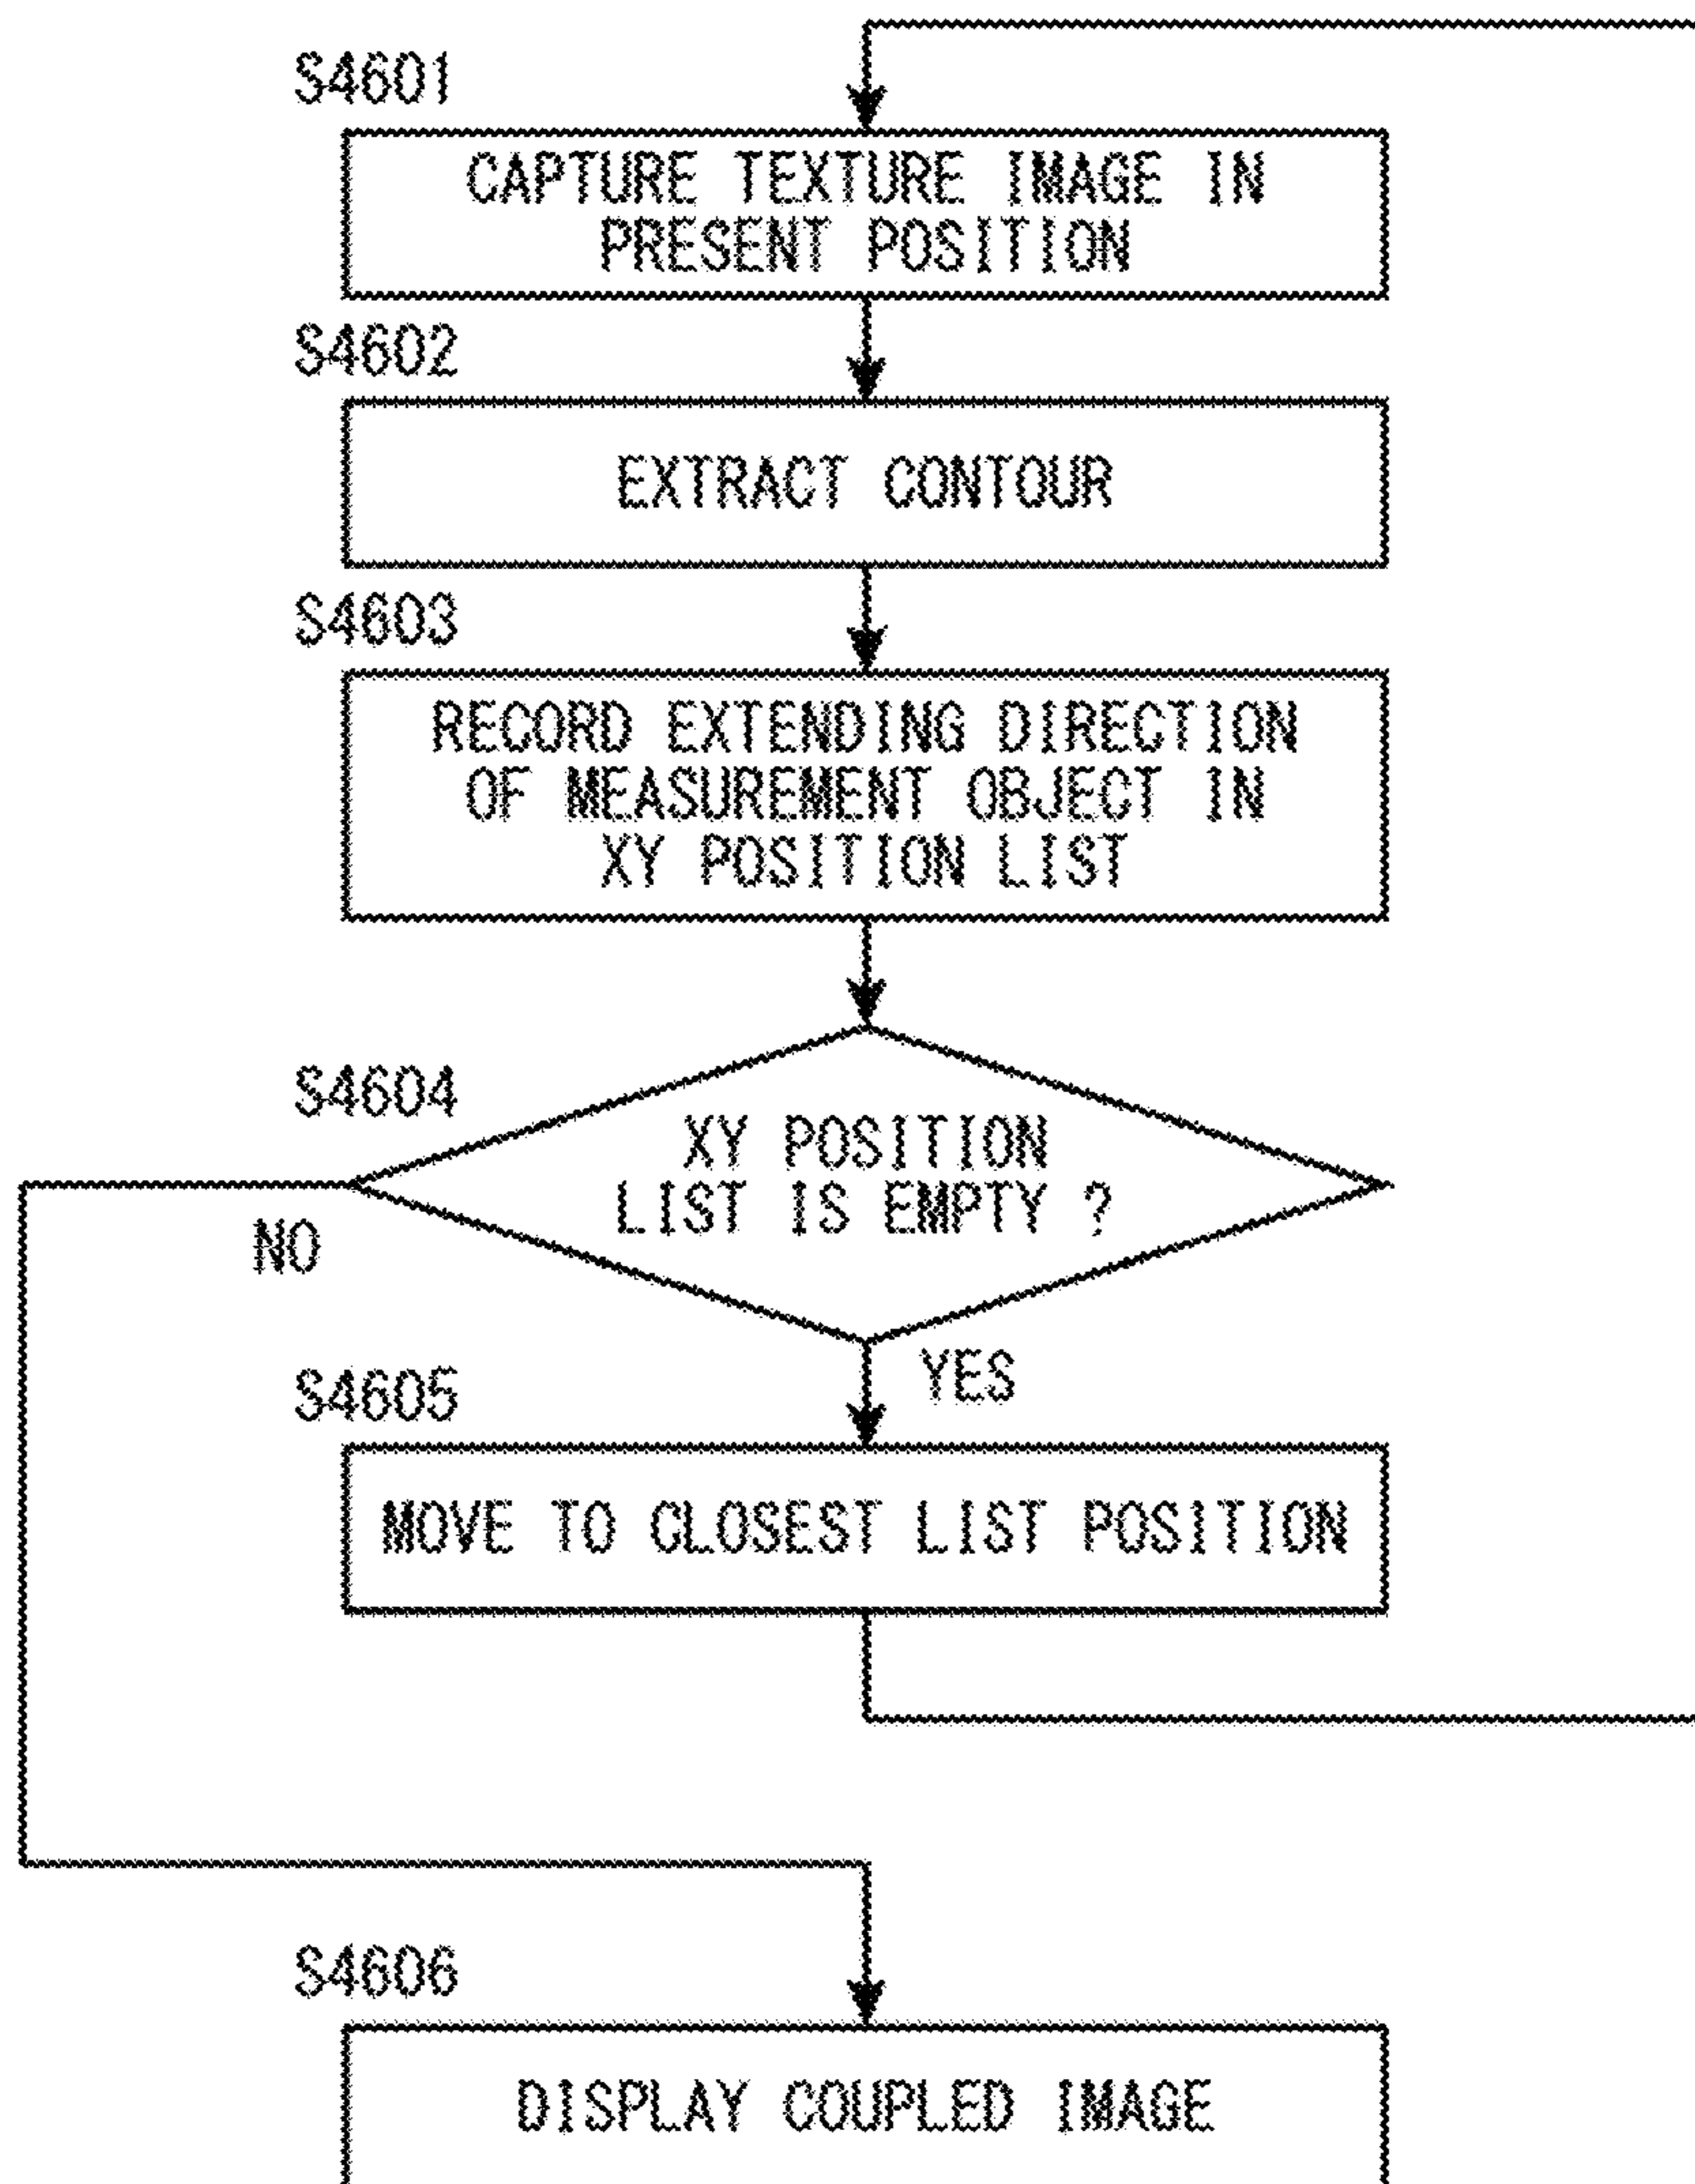 S4601
CAPTURE TEXTURE IMAGE IN
PRESENT POSITION
S4602
EXTRACT CONTOUR
S4603
RECORD EXTENDING DIRECTION
OF MEASUREMENT OBJECT IN
XY POSITION LIST
S4604
XY POSITION
LIST IS EMPTY ?
NO
YES
S4605
MOVE TO CLOSEST LIST POSITION
S4606
DISPLAY COUPLED IMAGE